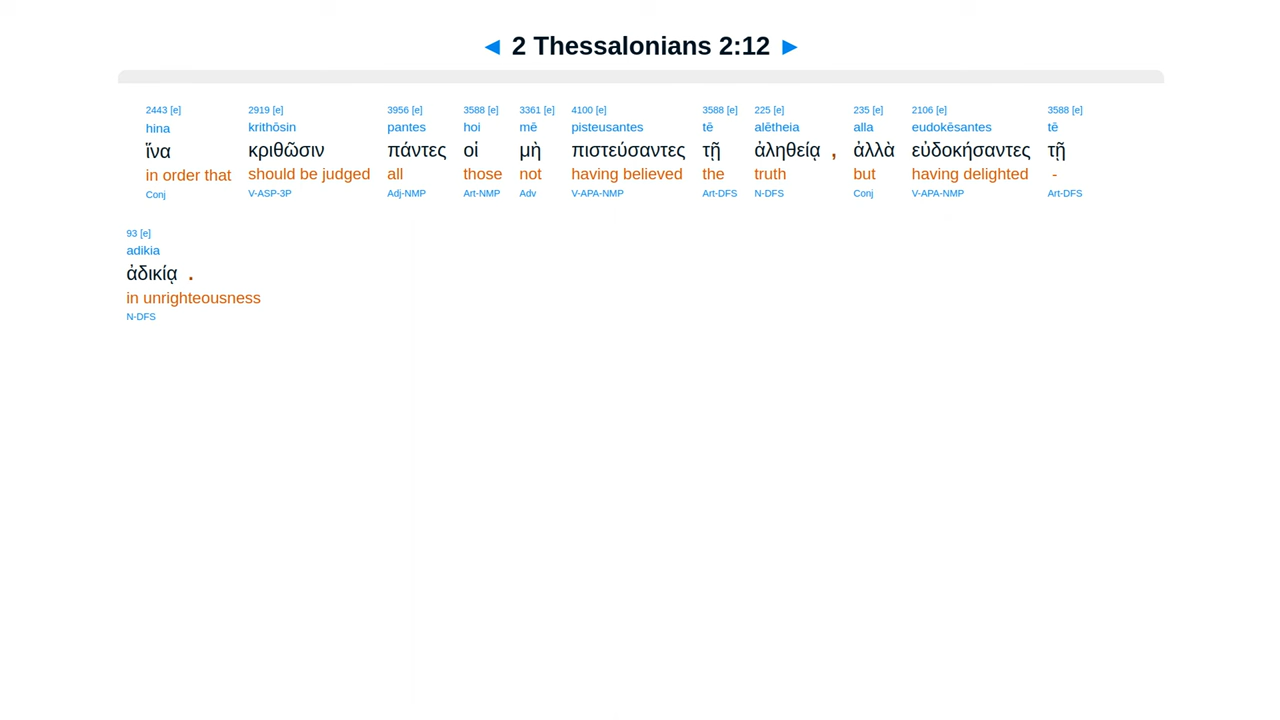 ◄ 2 Thessalonians 2:12 ►
2443 [e] 2919 [e] 3956 [e] 3588 [e] 3361 [e] 4100 [e] 3588 [e] 225 [e] 235 [e] 2106 [e] 3588 [e]
hina krithōsin pantes hoi mē pisteusantes tē alētheia alla eudokēsantes tē
ἵνα κριθῶσιν πάντες οἱ μὴ πιστεύσαντες τῇ ἀληθείᾳ , ἀλλὰ εὐδοκήσαντες τῇ
in order that should be judged all those not having believed the truth but having delighted -
Conj V-ASP-3P Adj-NMP Art-NMP Adv V-APA-NMP Art-DFS N-DFS Conj V-APA-NMP Art-DFS
93 [e]
adikia
ἀδικίᾳ .
in unrighteousness
N-DFS